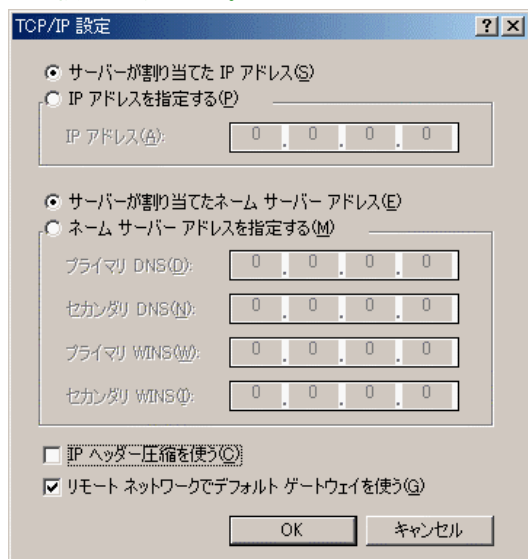 TCP/IP 設定
サーバーが割り当てた IP アドレス(S)
IP アドレスを指定する(P)
IP アドレス(A): 0 . 0 . 0 . 0
サーバーが割り当てたネーム サーバー アドレス(E)
ネーム サーバー アドレスを指定する(M)
プライマリ DNS(D): 0 . 0 . 0 . 0
セカンダリ DNS(N): 0 . 0 . 0 . 0
プライマリ WINS(W): 0 . 0 . 0 . 0
セカンダリ WINS(I): 0 . 0 . 0 . 0
IP ヘッダー圧縮を使う(C)
リモート ネットワークでデフォルト ゲートウェイを使う(G)
OK キャンセル